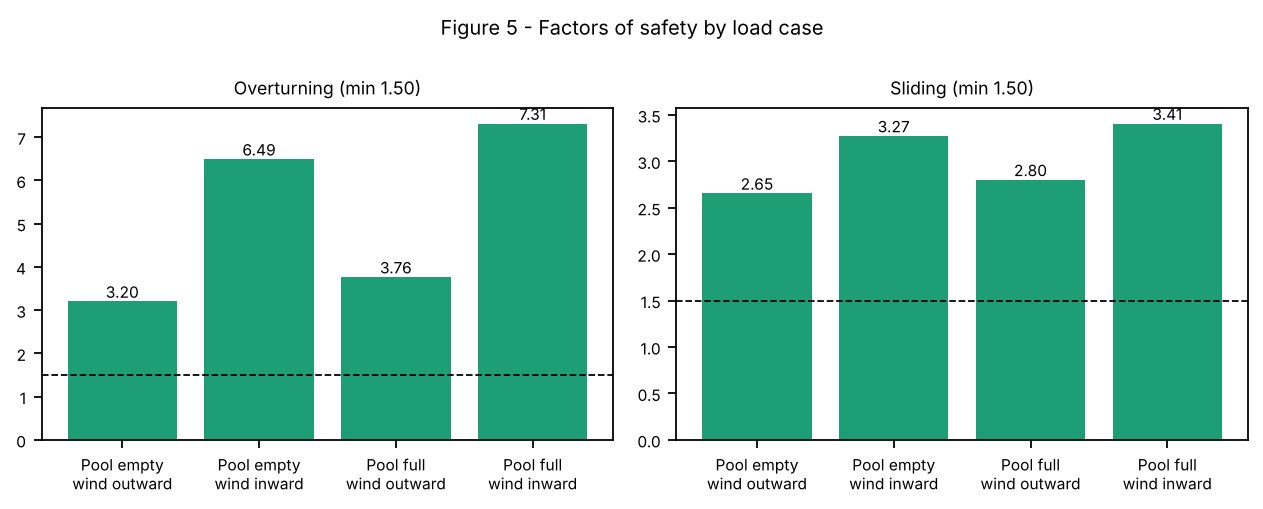 Figure 5 - Factors of safety by load case
Overturning (min 1.50)
7
6
5
4
3
2
1
0
3.20
6.49
3.76
7.31
Pool empty
wind outward
Pool empty
wind inward
Pool full
wind outward
Pool full
wind inward
Sliding (min 1.50)
3.5
3.0
2.5
2.0
1.5
1.0
0.5
0.0
2.65
3.27
2.80
3.41
Pool empty
wind outward
Pool empty
wind inward
Pool full
wind outward
Pool full
wind inward